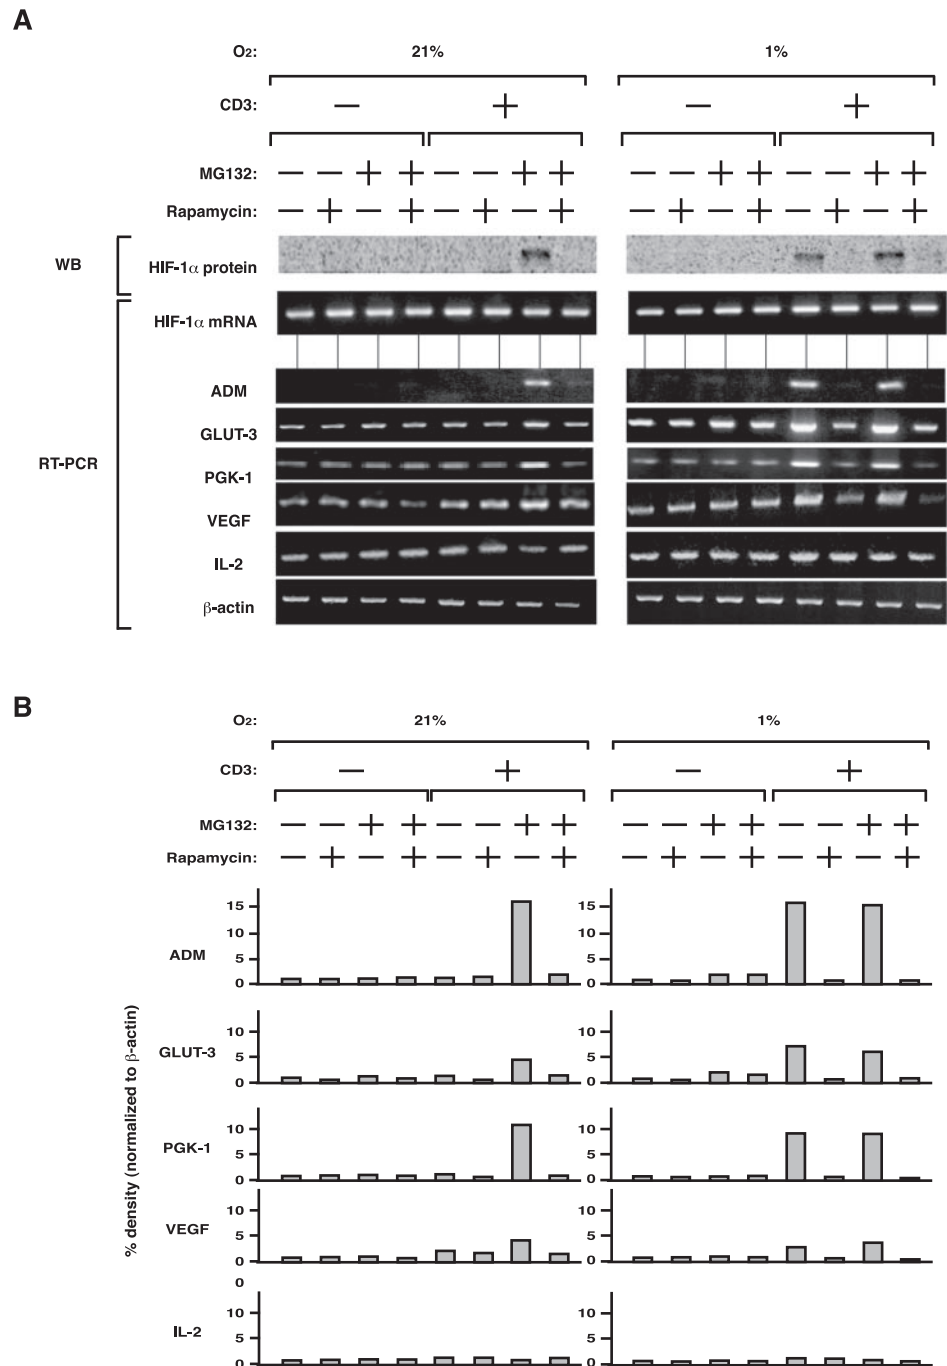 A
O2: 21% 1%
CD3: — + — +
MG132: — — + + — — + + — — + + — — + +
Rapamycin: — + — + — + — + — + — + — + — +
WB
HIF-1α protein
HIF-1α mRNA
ADM
GLUT-3
RT-PCR
PGK-1
VEGF
IL-2
β-actin
B
O2: 21% 1%
CD3: — + — +
MG132: — — + + — — + + — — + + — — + +
Rapamycin: — + — + — + — + — + — + — + — +
% density (normalized to β-actin)
ADM
15 15
10 10
5 5
0 0
GLUT-3
10 10
5 5
0 0
PGK-1
10 10
5 5
0 0
VEGF
10 10
5 5
0 0
0
IL-2
10 10
5 5
0 0